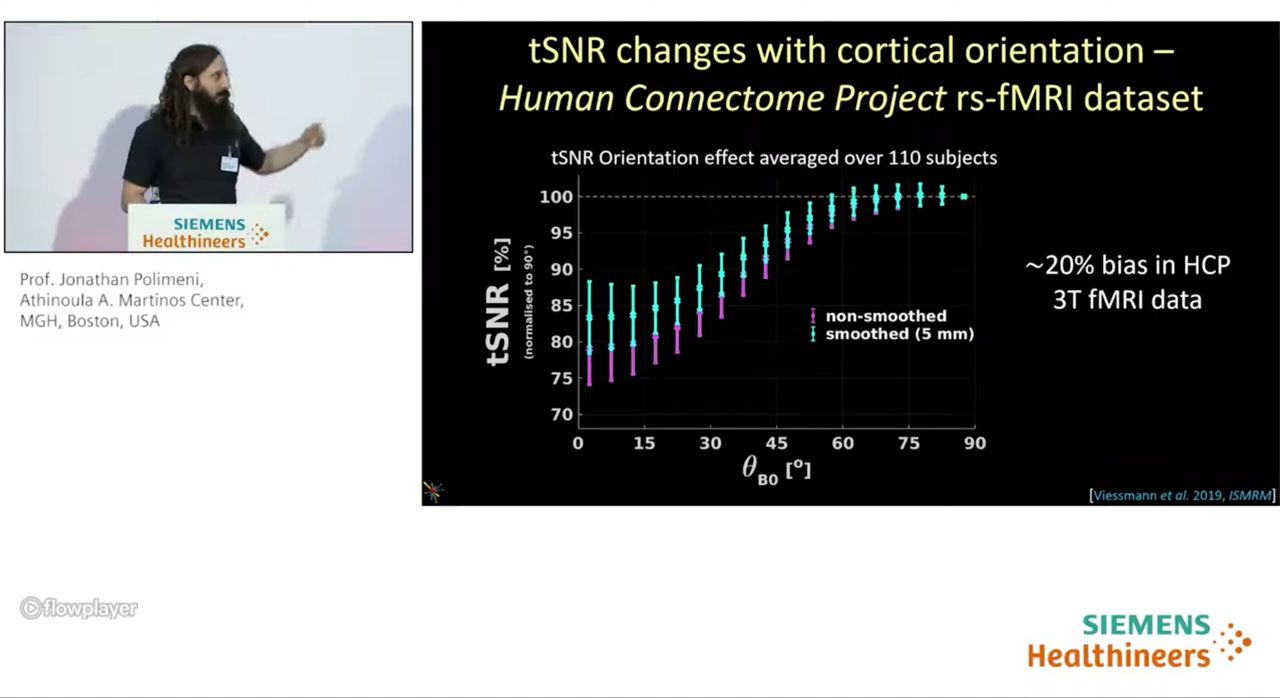 SIEMENS
Healthineers
Prof. Jonathan Polimeni,
Athinoula A. Martinos Center,
MGH, Boston, USA
tSNR changes with cortical orientation –
Human Connectome Project rs-fMRI dataset
tSNR Orientation effect averaged over 110 subjects
tSNR [%]
(normalised to 90°)
100
95
90
85
80
75
70
0 15 30 45 60 75 90
θB0 [º]
non-smoothed
smoothed (5 mm)
~20% bias in HCP
3T fMRI data
[Viessmann et al. 2019, ISMRM]
flowplayer
SIEMENS
Healthineers